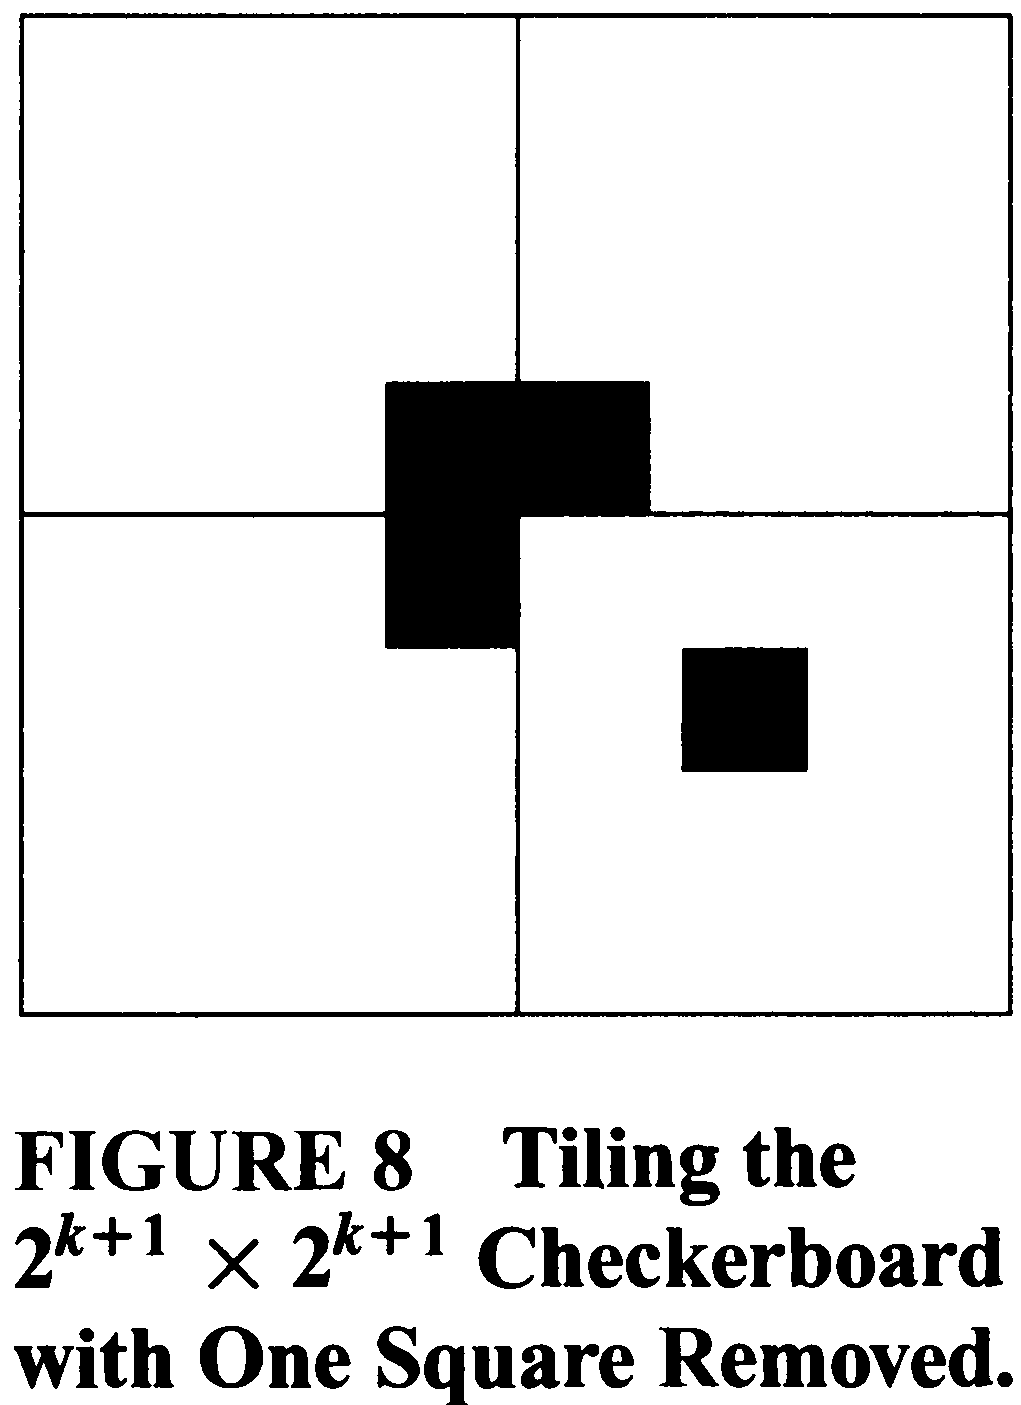 FIGURE 8 Tiling the
2^{k+1} × 2^{k+1} Checkerboard
with One Square Removed.